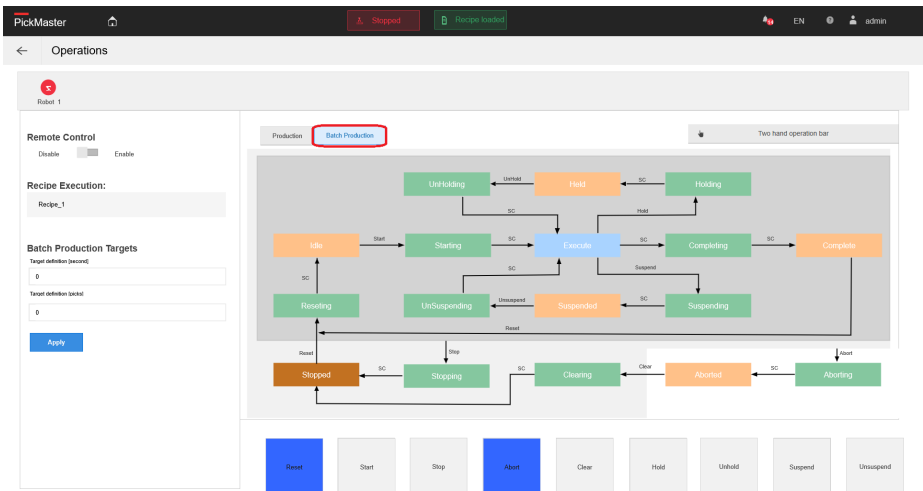 PickMaster
Stopped
Recipe loaded
EN
admin
Operations
Robot 1
Remote Control
Disable
Enable
Recipe Execution:
Recipe_1
Batch Production Targets
Target definition [second]
0
Target definition [picks]
0
Apply
Production
Batch Production
Two hand operation bar
UnHolding
UnHold
Held
SC
Holding
SC
Hold
Idle
Start
Starting
SC
Execute
SC
Completing
SC
Complete
SC
SC
Suspend
Reseting
UnSuspending
Unsuspend
Suspended
SC
Suspending
Reset
Reset
Stop
Abort
Stopped
SC
Stopping
SC
Clearing
Clear
Aborted
SC
Aborting
Reset
Start
Stop
Abort
Clear
Hold
Unhold
Suspend
Unsuspend